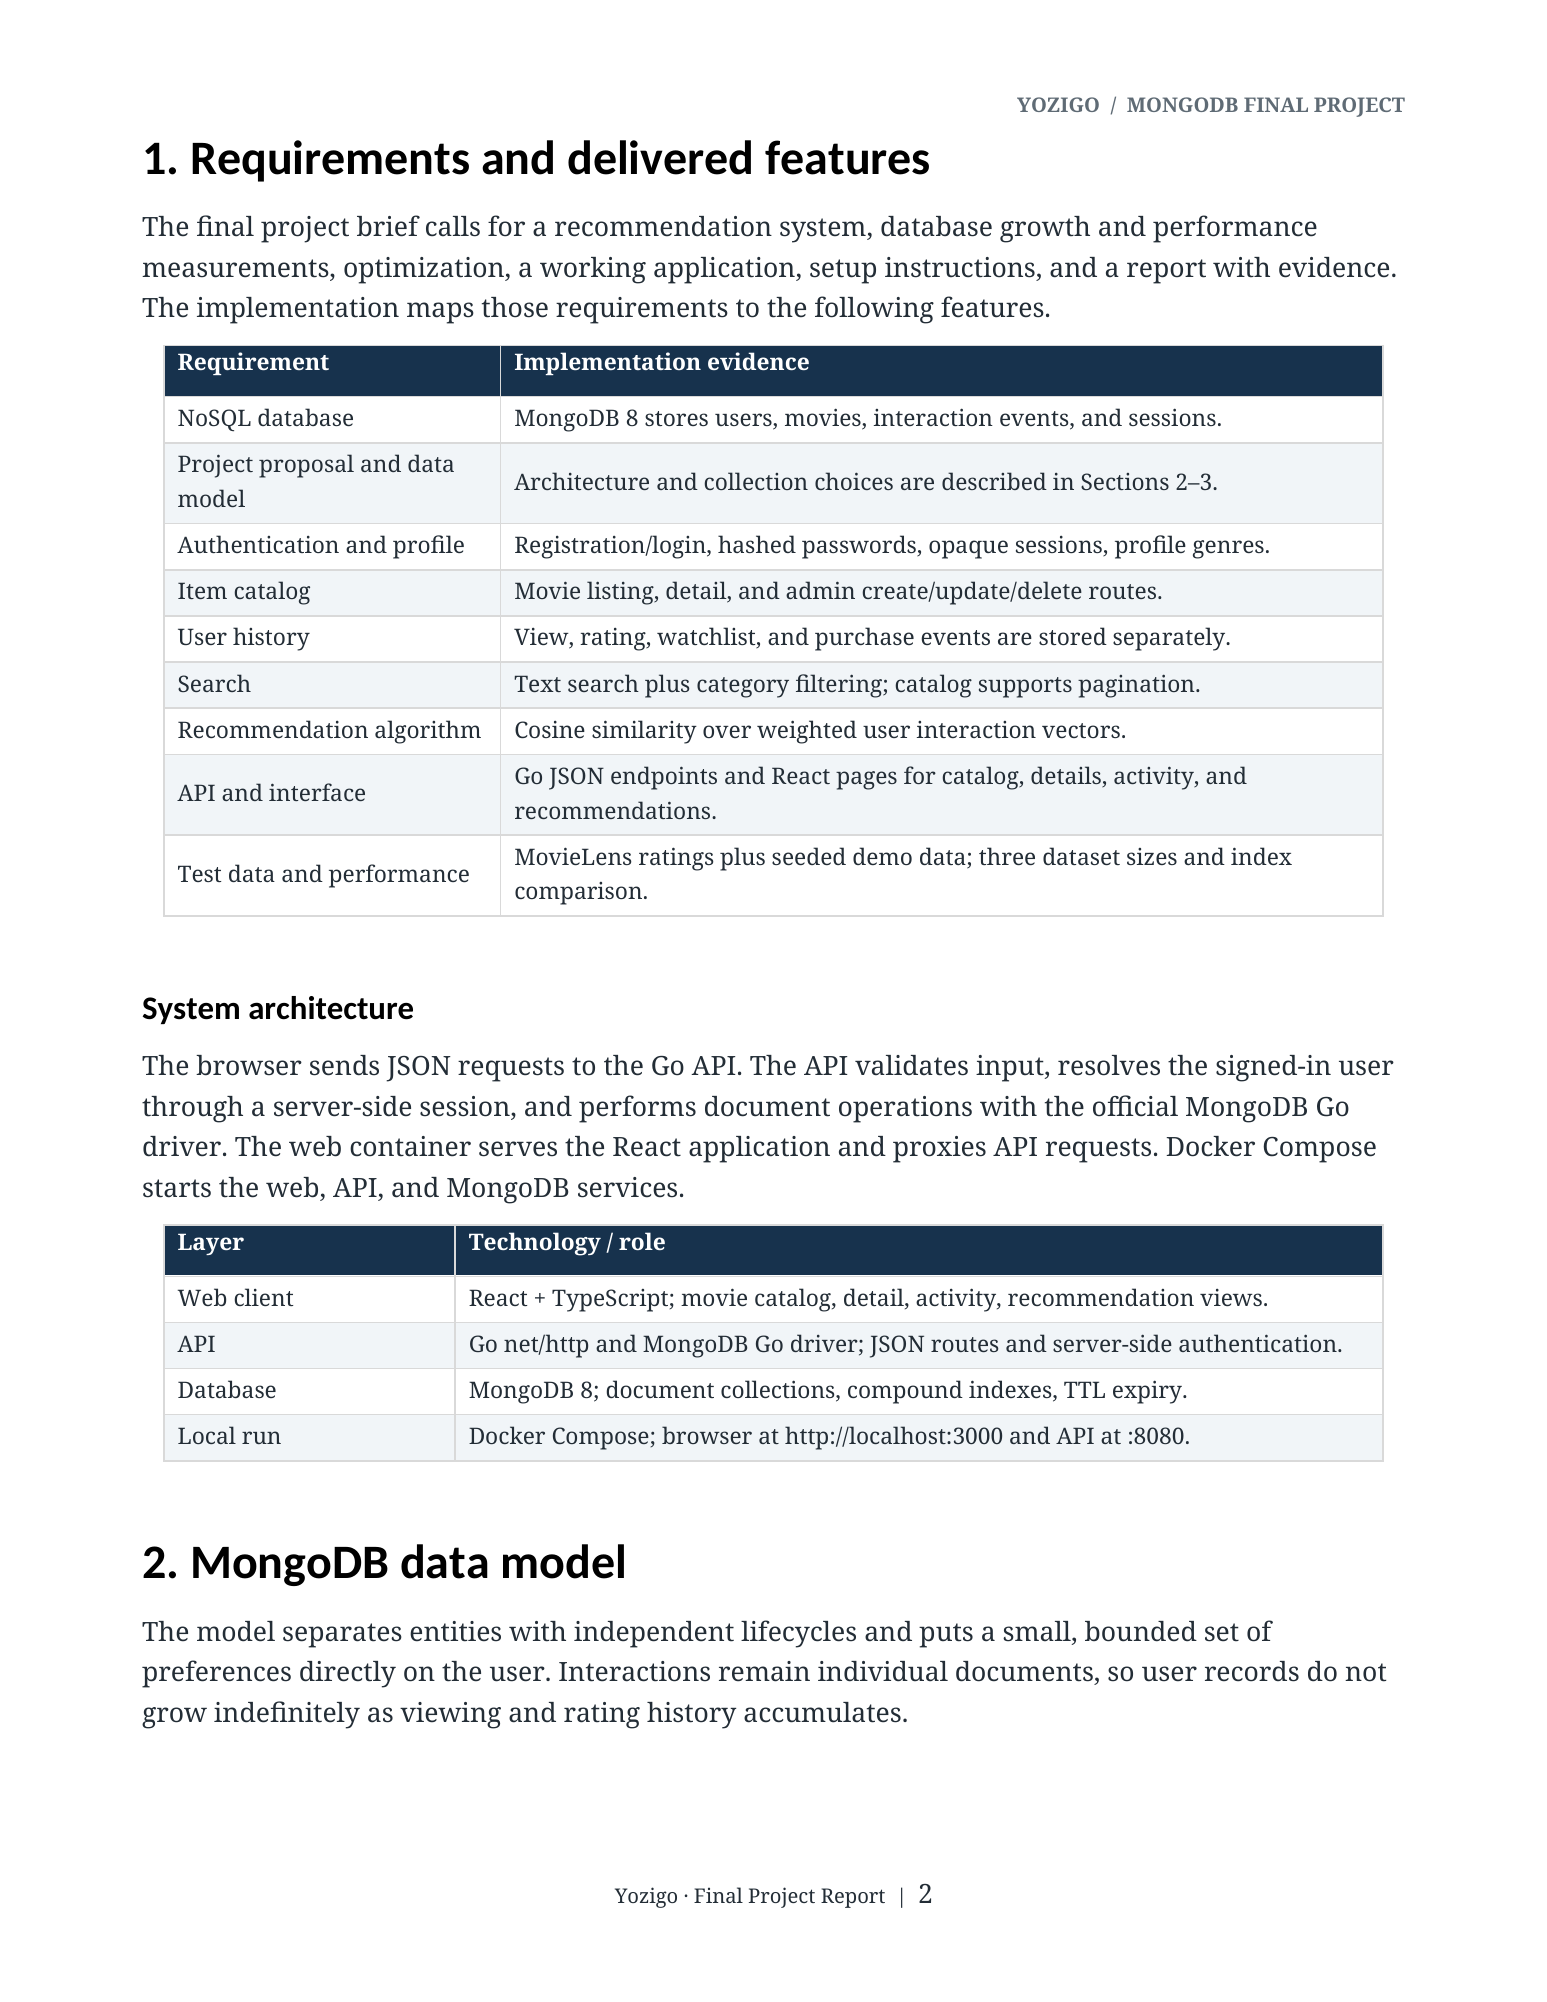 YOZIGO / MONGODB FINAL PROJECT
1. Requirements and delivered features
The final project brief calls for a recommendation system, database growth and performance
measurements, optimization, a working application, setup instructions, and a report with evidence.
The implementation maps those requirements to the following features.
Requirement Implementation evidence
NoSQL database MongoDB 8 stores users, movies, interaction events, and sessions.
Project proposal and data
model
Architecture and collection choices are described in Sections 2–3.
Authentication and profile Registration/login, hashed passwords, opaque sessions, profile genres.
Item catalog Movie listing, detail, and admin create/update/delete routes.
User history View, rating, watchlist, and purchase events are stored separately.
Search Text search plus category filtering; catalog supports pagination.
Recommendation algorithm Cosine similarity over weighted user interaction vectors.
API and interface
Go JSON endpoints and React pages for catalog, details, activity, and
recommendations.
Test data and performance
MovieLens ratings plus seeded demo data; three dataset sizes and index
comparison.
System architecture
The browser sends JSON requests to the Go API. The API validates input, resolves the signed-in user
through a server-side session, and performs document operations with the official MongoDB Go
driver. The web container serves the React application and proxies API requests. Docker Compose
starts the web, API, and MongoDB services.
Layer Technology / role
Web client React + TypeScript; movie catalog, detail, activity, recommendation views.
API Go net/http and MongoDB Go driver; JSON routes and server-side authentication.
Database MongoDB 8; document collections, compound indexes, TTL expiry.
Local run Docker Compose; browser at http://localhost:3000 and API at :8080.
2. MongoDB data model
The model separates entities with independent lifecycles and puts a small, bounded set of
preferences directly on the user. Interactions remain individual documents, so user records do not
grow indefinitely as viewing and rating history accumulates.
Yozigo · Final Project Report | 2